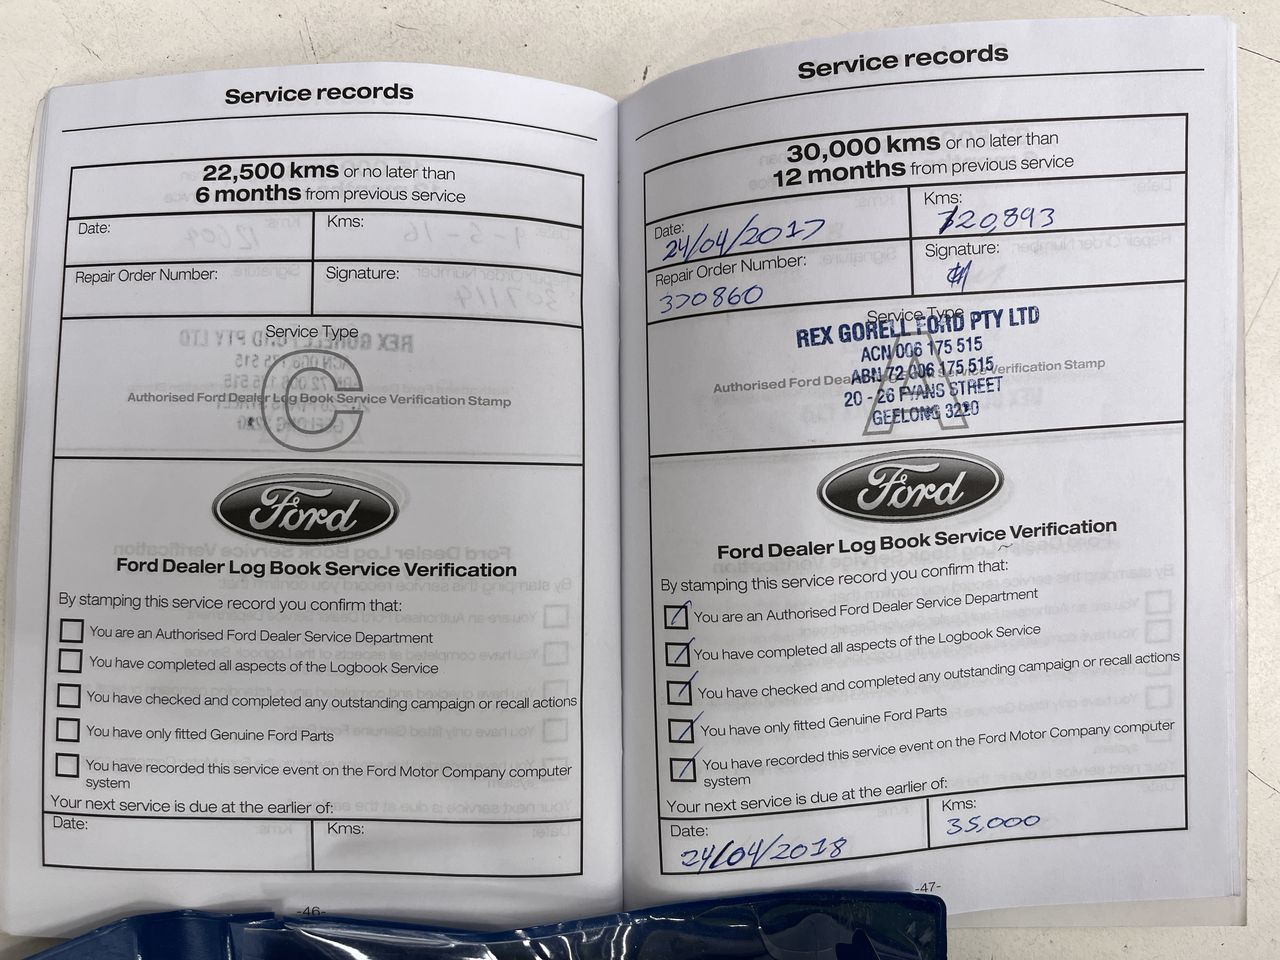 Service records
22,500 kms or no later than
6 months from previous service
Date:
Kms:
Repair Order Number:
Signature:
Service Type
C
Authorised Ford Dealer Log Book Service Verification Stamp
Ford
Ford Dealer Log Book Service Verification
By stamping this service record you confirm that:
You are an Authorised Ford Dealer Service Department
You have completed all aspects of the Logbook Service
You have checked and completed any outstanding campaign or recall actions
You have only fitted Genuine Ford Parts
You have recorded this service event on the Ford Motor Company computer
system
Your next service is due at the earlier of:
Date:
Kms:
-46-
Service records
30,000 kms or no later than
12 months from previous service
Date:
24/04/2017
Kms:
20,893
Repair Order Number:
370860
Signature:
Service Type
A
REX GORELL FORD PTY LTD
ACN 006 175 515
ABN 72 006 175 515
Authorised Ford Dealer Log Book Service Verification Stamp
20 - 26 FYANS STREET
GEELONG 3220
Ford
Ford Dealer Log Book Service Verification
By stamping this service record you confirm that:
You are an Authorised Ford Dealer Service Department
You have completed all aspects of the Logbook Service
You have checked and completed any outstanding campaign or recall actions
You have only fitted Genuine Ford Parts
You have recorded this service event on the Ford Motor Company computer
system
Your next service is due at the earlier of:
Date:
24/04/2018
Kms:
35,000
-47-